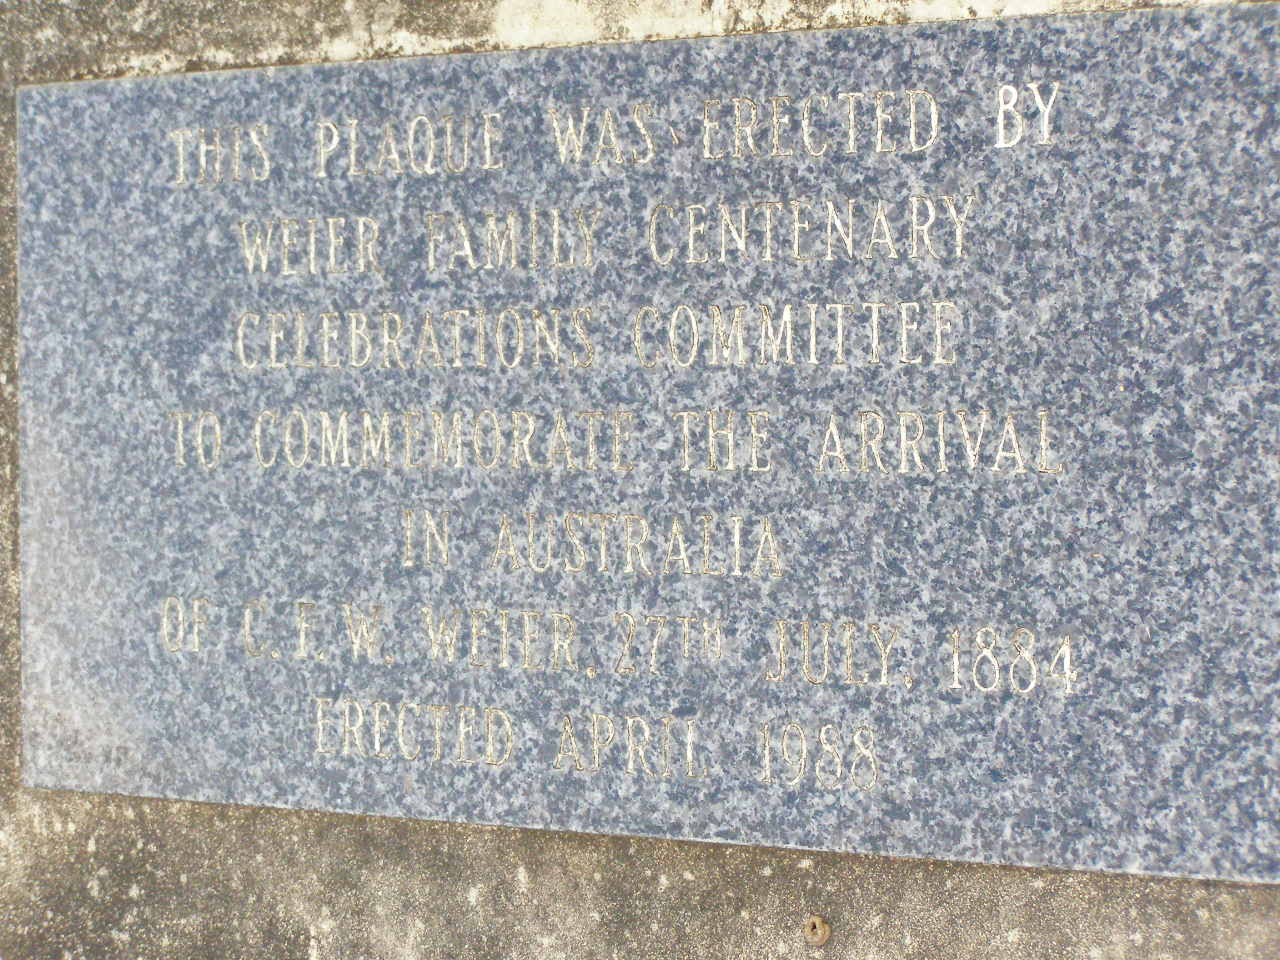 THIS PLAQUE WAS ERECTED BY
WEIER FAMILY CENTENARY
CELEBRATIONS COMMITTEE
TO COMMEMORATE THE ARRIVAL
IN AUSTRALIA
OF C.F.W. WEIER. 27TH JULY, 1884
ERECTED APRIL 1988